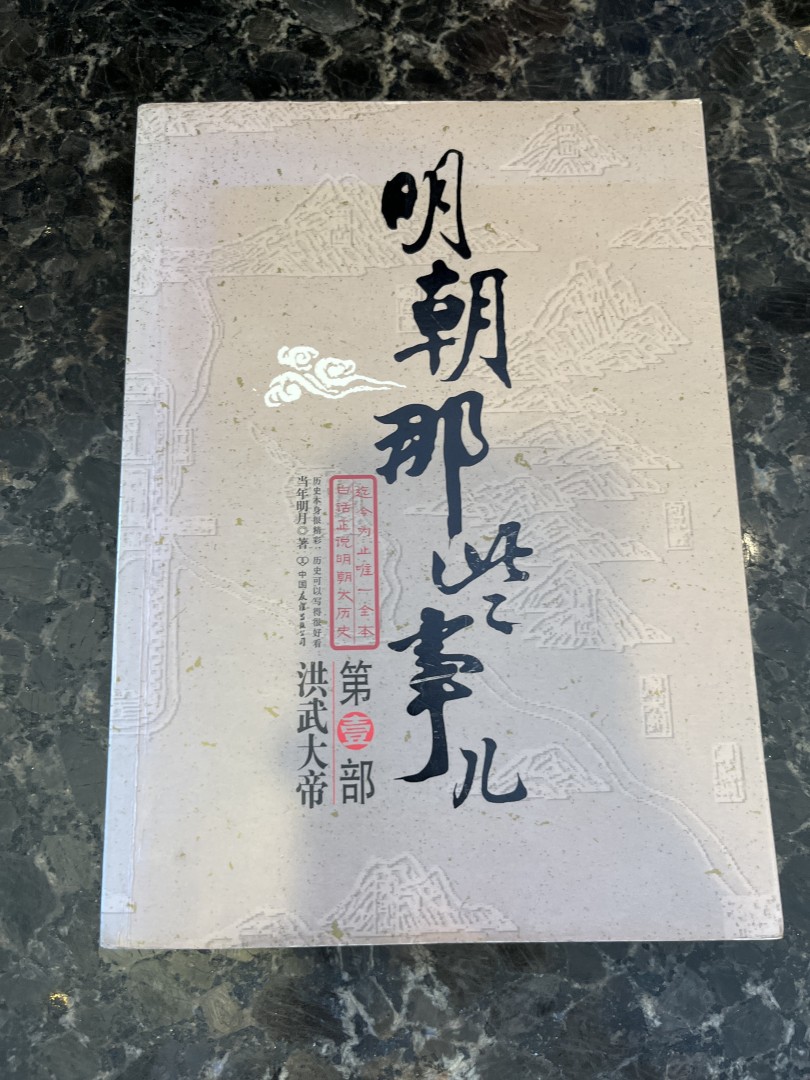 明朝那些事儿
迄今为止唯一全本
白话正说明朝大历史
第壹部
洪武大帝
历史本身很精彩,历史可以写得很好看。
当年明月◎著
中国友谊出版公司